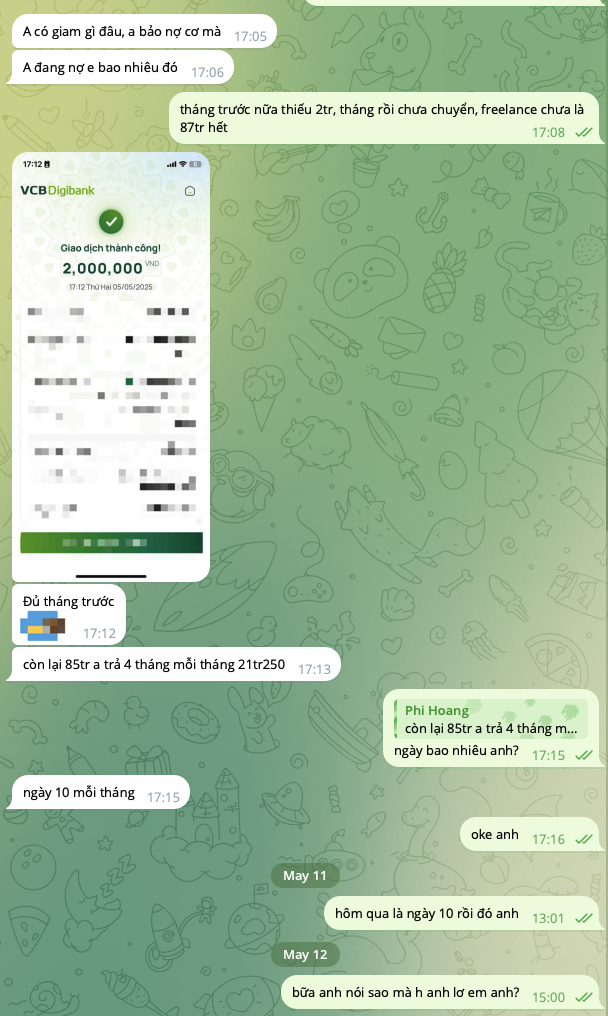 A có giam gì đâu, a bảo nợ cơ mà 17:05
A đang nợ e bao nhiêu đó 17:06
tháng trước nữa thiếu 2tr, tháng rồi chưa chuyển, freelance chưa là
87tr hết 17:08
17:12
VCB Digibank
Giao dịch thành công!
2,000,000 VND
17:12 Thứ Hai 05/05/2025
Đủ tháng trước
17:12
còn lại 85tr a trả 4 tháng mỗi tháng 21tr250 17:13
Phi Hoang
còn lại 85tr a trả 4 tháng m...
ngày bao nhiêu anh? 17:15
ngày 10 mỗi tháng 17:15
oke anh 17:16
May 11
hôm qua là ngày 10 rồi đó anh 13:01
May 12
bữa anh nói sao mà h anh lơ em anh? 15:00